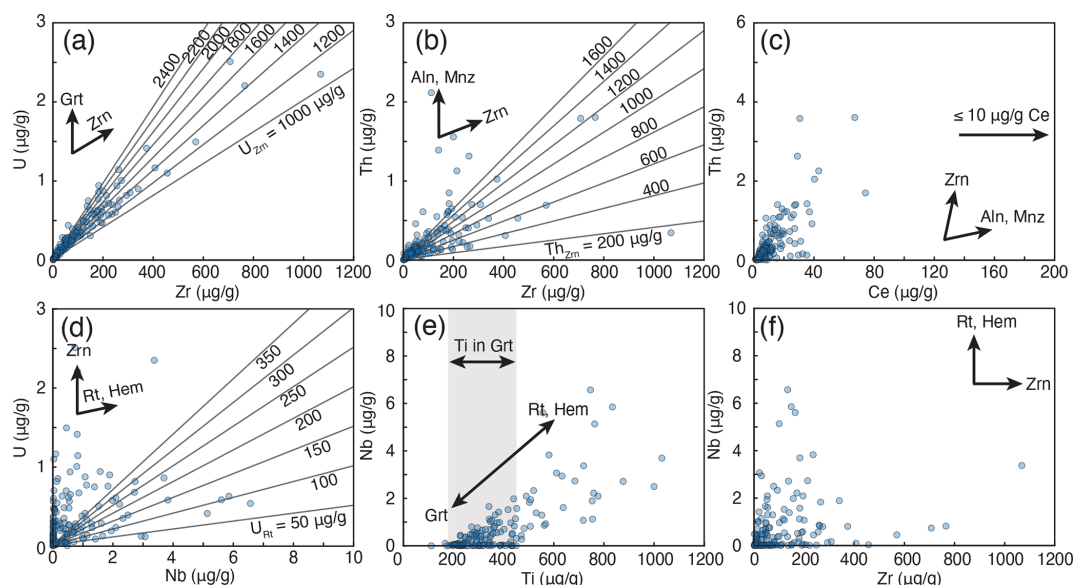 (a)
3
2
1
0
U (µg/g)
2400
2200
2000
1800
1600
1400
1200
U Zrn = 1000 µg/g
Grt
Zrn
0 200 400 600 800 1000 1200
Zr (µg/g)
(b)
3
2
1
0
Th (µg/g)
1600
1400
1200
1000
800
600
400
Th Zrn = 200 µg/g
Aln, Mnz
Zrn
0 200 400 600 800 1000 1200
Zr (µg/g)
(c)
6
4
2
0
Th (µg/g)
≤ 10 µg/g Ce
Zrn
Aln, Mnz
0 40 80 120 160 200
Ce (µg/g)
(d)
3
2
1
0
U (µg/g)
Zrn
Rt, Hem
350
300
250
200
150
100
U Rt = 50 µg/g
0 2 4 6 8 10
Nb (µg/g)
(e)
10
8
6
4
2
0
Nb (µg/g)
Ti in Grt
Rt, Hem
Grt
0 200 400 600 800 1000 1200
Ti (µg/g)
(f)
10
8
6
4
2
0
Nb (µg/g)
Rt, Hem
Zrn
0 200 400 600 800 1000 1200
Zr (µg/g)